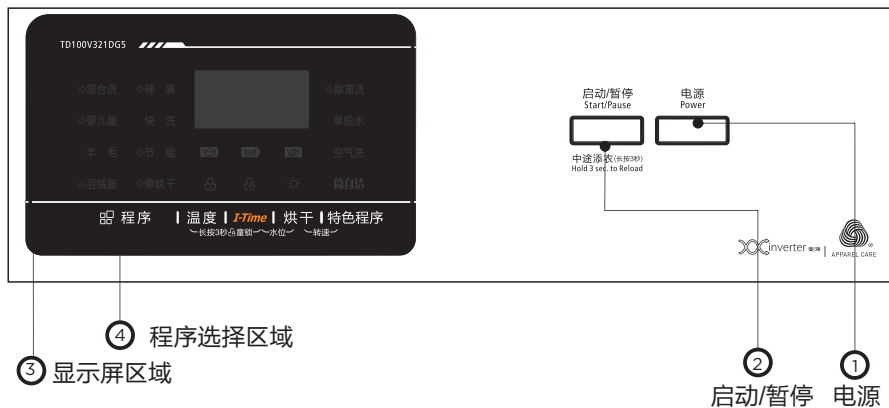 TD100V321DG5
混合洗 棉 麻 除菌洗
婴儿服 快 洗 单脱水
羊 毛 节 能 空气洗
羽绒服 单烘干 筒自洁
程序 温度 I-Time 烘干 特色程序
长按3秒 童锁 水位 转速
启动/暂停
Start/Pause
电源
Power
中途添衣(长按3秒)
Hold 3 sec. to Reload
inverter
APPAREL CARE
④ 程序选择区域
③ 显示屏区域
②
启动/暂停
①
电源